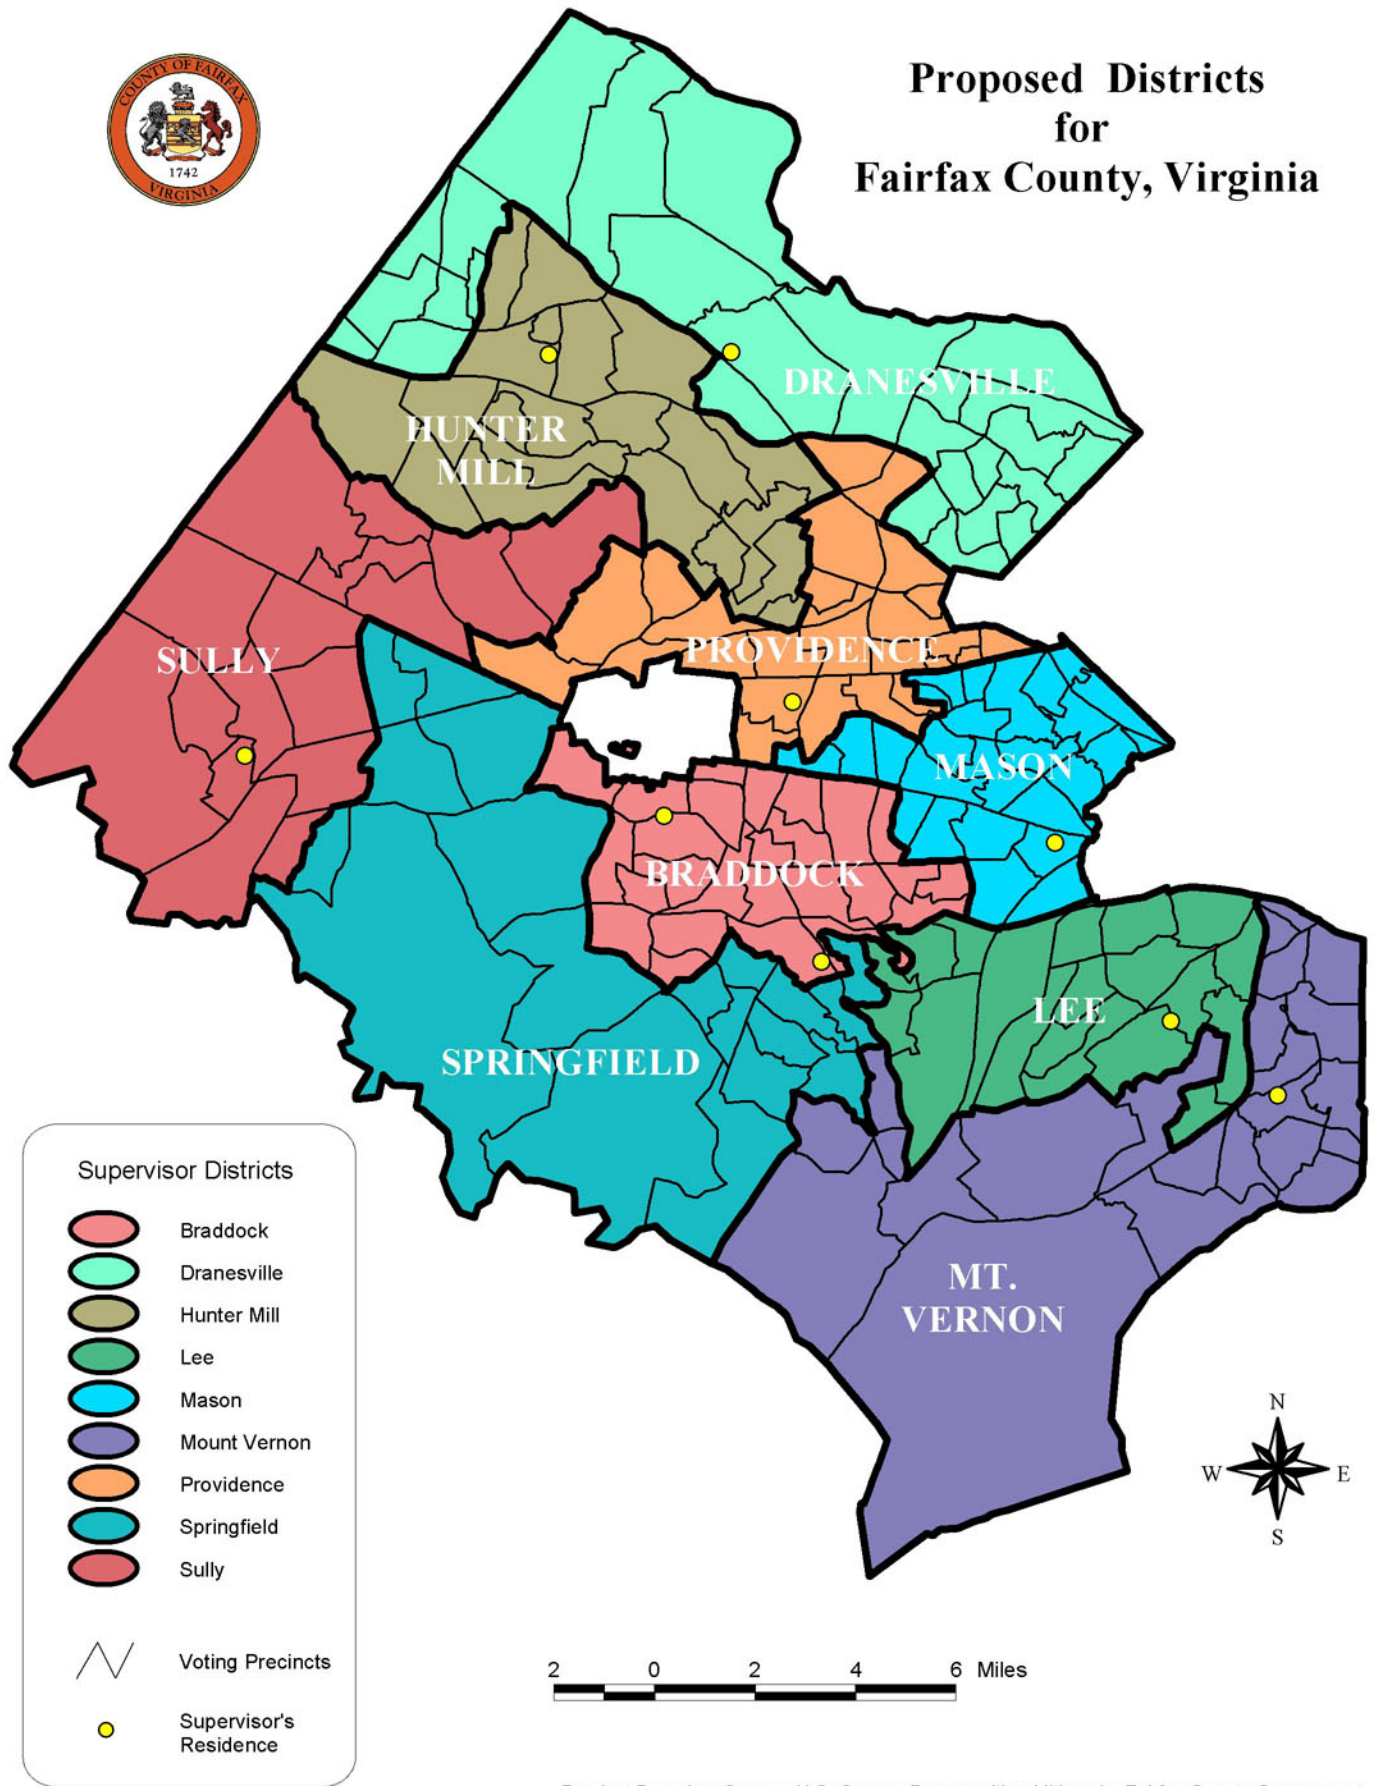 COUNTY OF FAIRFAX
1742
VIRGINIA
Proposed Districts
for
Fairfax County, Virginia
DRANESVILLE
HUNTER
MILL
SULLY
PROVIDENCE
MASON
BRADDOCK
LEE
SPRINGFIELD
MT.
VERNON
Supervisor Districts
Braddock
Dranesville
Hunter Mill
Lee
Mason
Mount Vernon
Providence
Springfield
Sully
Voting Precincts
Supervisor's
Residence
N
W E
S
2 0 2 4 6 Miles